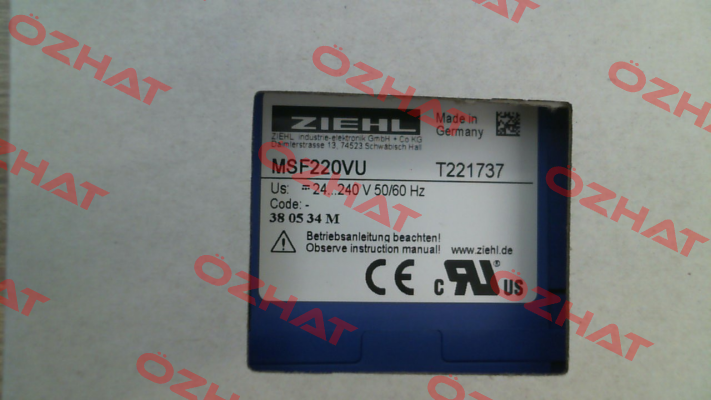 ZIEHL
Made in
Germany
ZIEHL industrie-elektronik GmbH + Co KG
Daimlerstrasse 13, 74523 Schwäbisch Hall
MSF220VU T221737
Us: 24...240 V 50/60 Hz
Code: -
38 05 34 M
Betriebsanleitung beachten!
Observe instruction manual! www.ziehl.de
CE c UR US
ÖZHAT
ÖZHAT
ÖZHAT
ÖZHAT
ÖZHAT
ÖZHAT
ÖZHAT
ÖZHAT
ÖZHAT